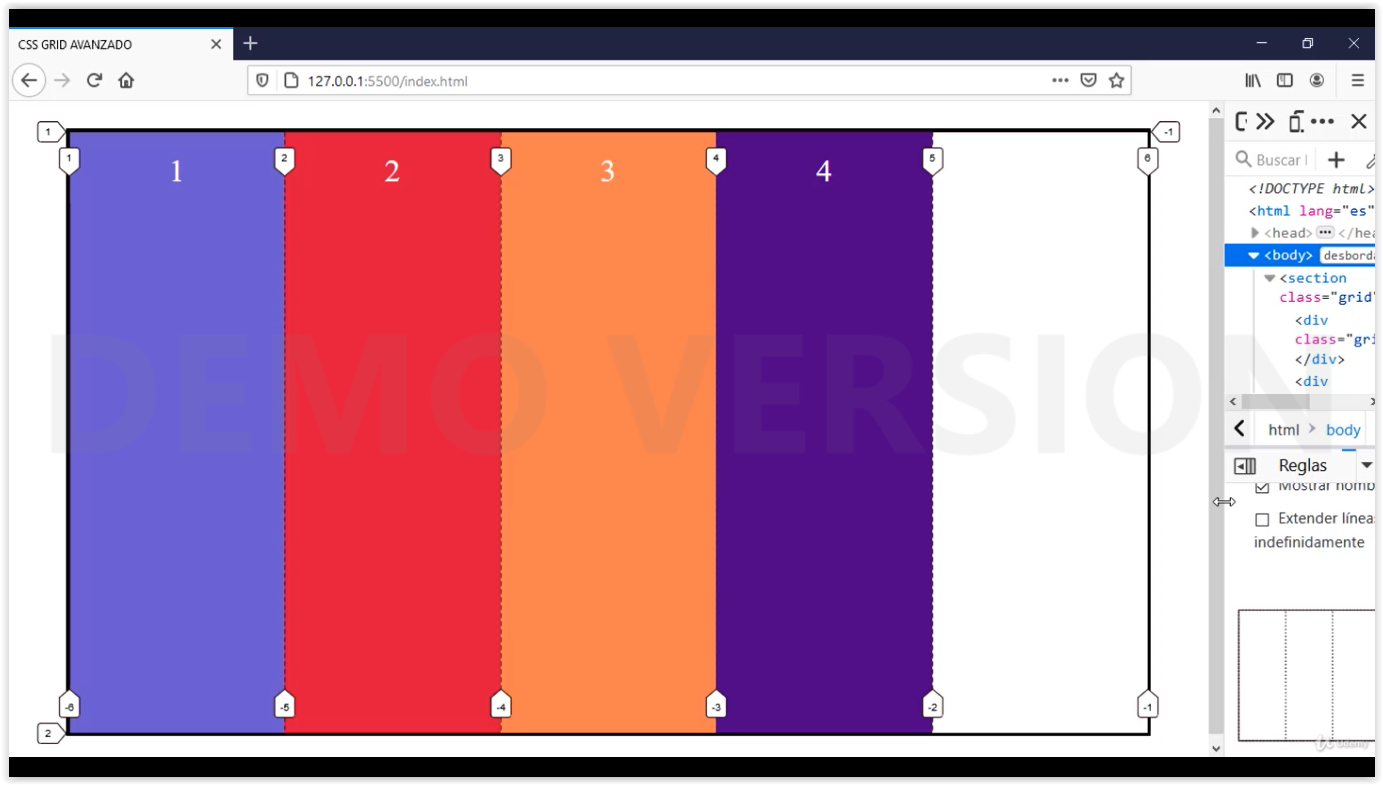 CSS GRID AVANZADO
127.0.0.1:5500/index.html
1 -1
1 2 3 4 5 6
1 2 3 4
-6 -5 -4 -3 -2 -1
2
DEMO VERSION
Buscar
<!DOCTYPE html>
<html lang="es"
<head> ••• </hea
<body> desborda
<section
class="grid"
<div
class="gri
</div>
<div
html body
Reglas
Mostrar nomb
Extender líneas
indefinidamente
Udemy